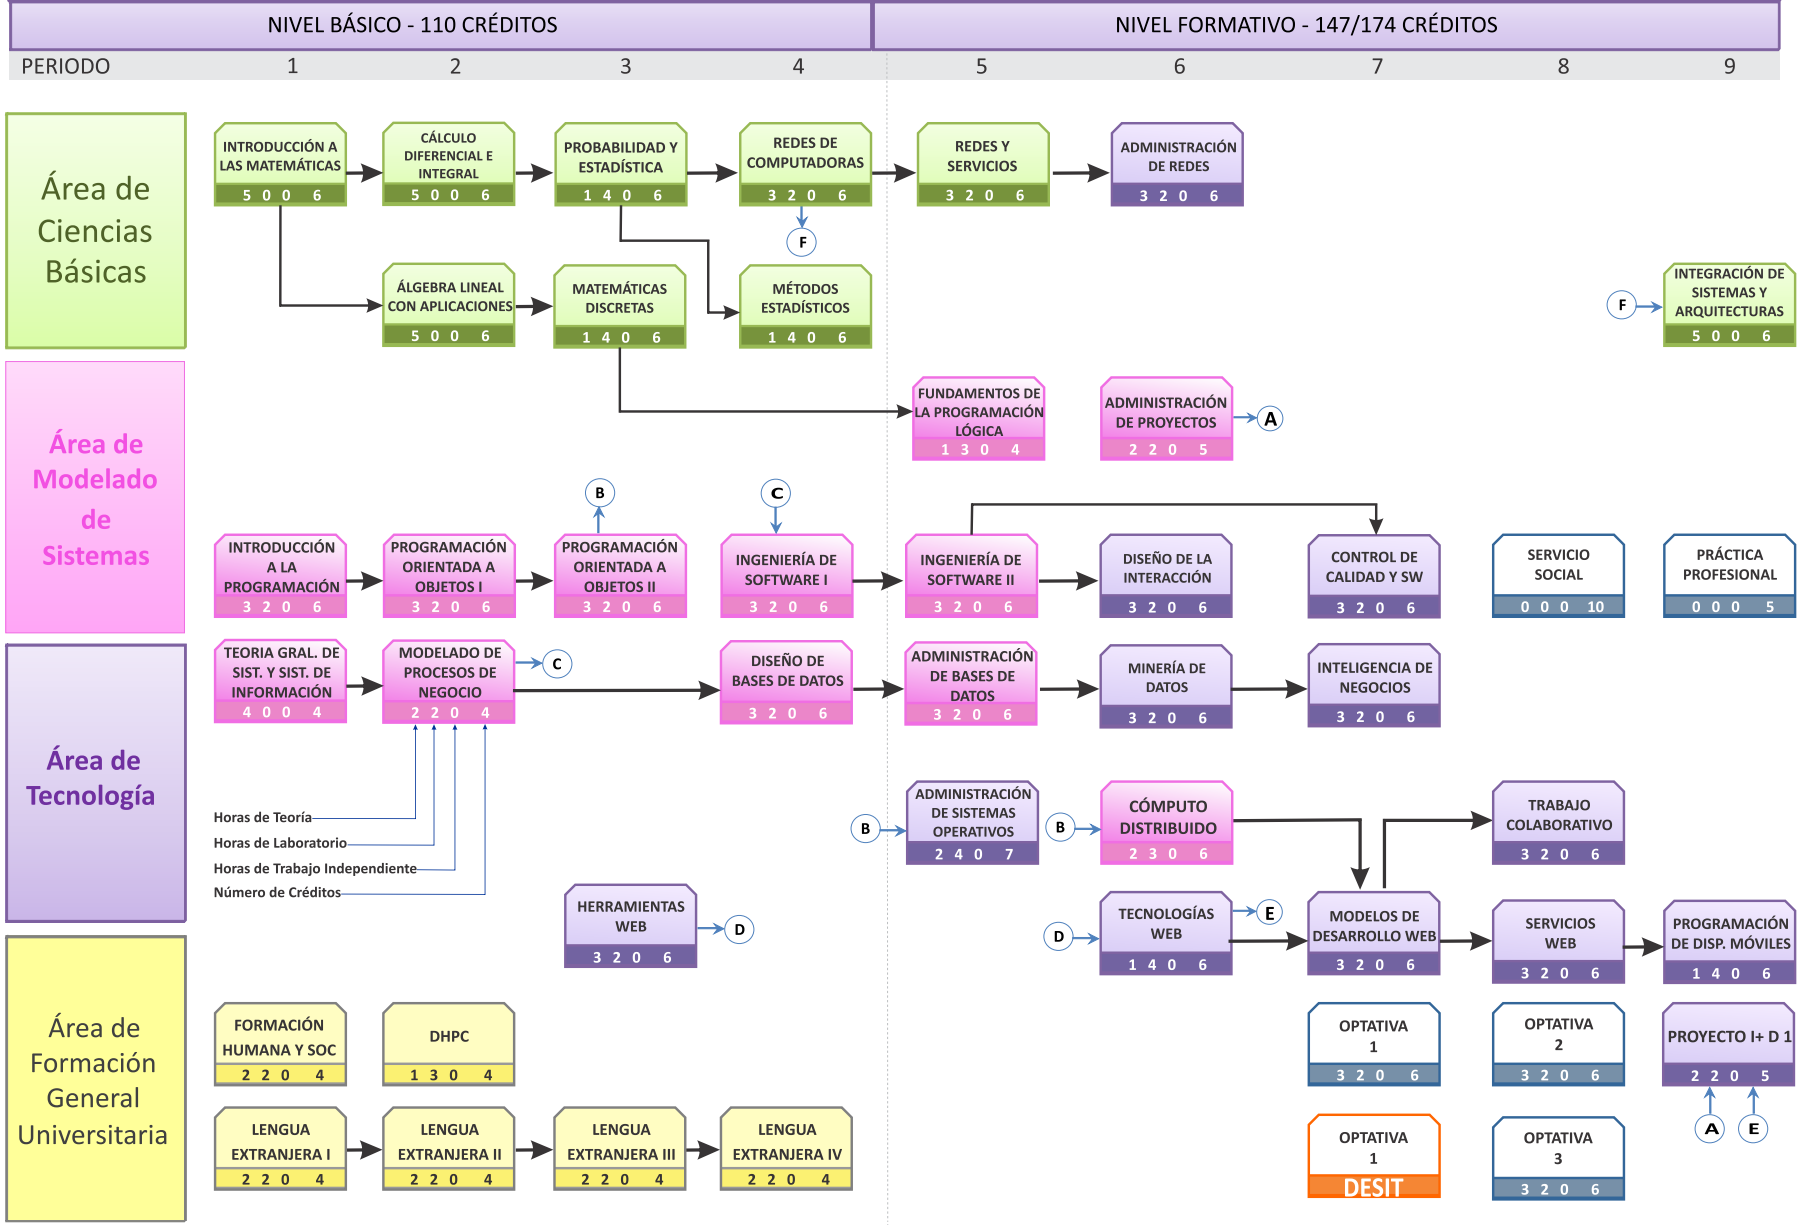 NIVEL BÁSICO - 110 CRÉDITOS
NIVEL FORMATIVO - 147/174 CRÉDITOS
PERIODO 1 2 3 4 5 6 7 8 9
Área de
Ciencias
Básicas
INTRODUCCIÓN A
LAS MATEMÁTICAS
5 0 0 6
CÁLCULO
DIFERENCIAL E
INTEGRAL
5 0 0 6
PROBABILIDAD Y
ESTADÍSTICA
1 4 0 6
REDES DE
COMPUTADORAS
3 2 0 6
F
REDES Y
SERVICIOS
3 2 0 6
ADMINISTRACIÓN
DE REDES
3 2 0 6
ÁLGEBRA LINEAL
CON APLICACIONES
5 0 0 6
MATEMÁTICAS
DISCRETAS
1 4 0 6
MÉTODOS
ESTADÍSTICOS
1 4 0 6
F
INTEGRACIÓN DE
SISTEMAS Y
ARQUITECTURAS
5 0 0 6
Área de
Modelado
de
Sistemas
FUNDAMENTOS DE
LA PROGRAMACIÓN
LÓGICA
1 3 0 4
ADMINISTRACIÓN
DE PROYECTOS
2 2 0 5
A
B
C
INTRODUCCIÓN
A LA
PROGRAMACIÓN
3 2 0 6
PROGRAMACIÓN
ORIENTADA A
OBJETOS I
3 2 0 6
PROGRAMACIÓN
ORIENTADA A
OBJETOS II
3 2 0 6
INGENIERÍA DE
SOFTWARE I
3 2 0 6
INGENIERÍA DE
SOFTWARE II
3 2 0 6
DISEÑO DE LA
INTERACCIÓN
3 2 0 6
CONTROL DE
CALIDAD Y SW
3 2 0 6
SERVICIO
SOCIAL
0 0 0 10
PRÁCTICA
PROFESIONAL
0 0 0 5
TEORIA GRAL. DE
SIST. Y SIST. DE
INFORMACIÓN
4 0 0 4
MODELADO DE
PROCESOS DE
NEGOCIO
2 2 0 4
C
DISEÑO DE
BASES DE DATOS
3 2 0 6
ADMINISTRACIÓN
DE BASES DE
DATOS
3 2 0 6
MINERÍA DE
DATOS
3 2 0 6
INTELIGENCIA DE
NEGOCIOS
3 2 0 6
Área de
Tecnología
Horas de Teoría
Horas de Laboratorio
Horas de Trabajo Independiente
Número de Créditos
B
ADMINISTRACIÓN
DE SISTEMAS
OPERATIVOS
2 4 0 7
B
CÓMPUTO
DISTRIBUIDO
2 3 0 6
TRABAJO
COLABORATIVO
3 2 0 6
HERRAMIENTAS
WEB
3 2 0 6
D
D
TECNOLOGÍAS
WEB
1 4 0 6
E
MODELOS DE
DESARROLLO WEB
3 2 0 6
SERVICIOS
WEB
3 2 0 6
PROGRAMACIÓN
DE DISP. MÓVILES
1 4 0 6
Área de
Formación
General
Universitaria
FORMACIÓN
HUMANA Y SOC
2 2 0 4
DHPC
1 3 0 4
OPTATIVA
1
3 2 0 6
OPTATIVA
2
3 2 0 6
PROYECTO I+ D 1
2 2 0 5
A
E
LENGUA
EXTRANJERA I
2 2 0 4
LENGUA
EXTRANJERA II
2 2 0 4
LENGUA
EXTRANJERA III
2 2 0 4
LENGUA
EXTRANJERA IV
2 2 0 4
OPTATIVA
1
DESIT
OPTATIVA
3
3 2 0 6